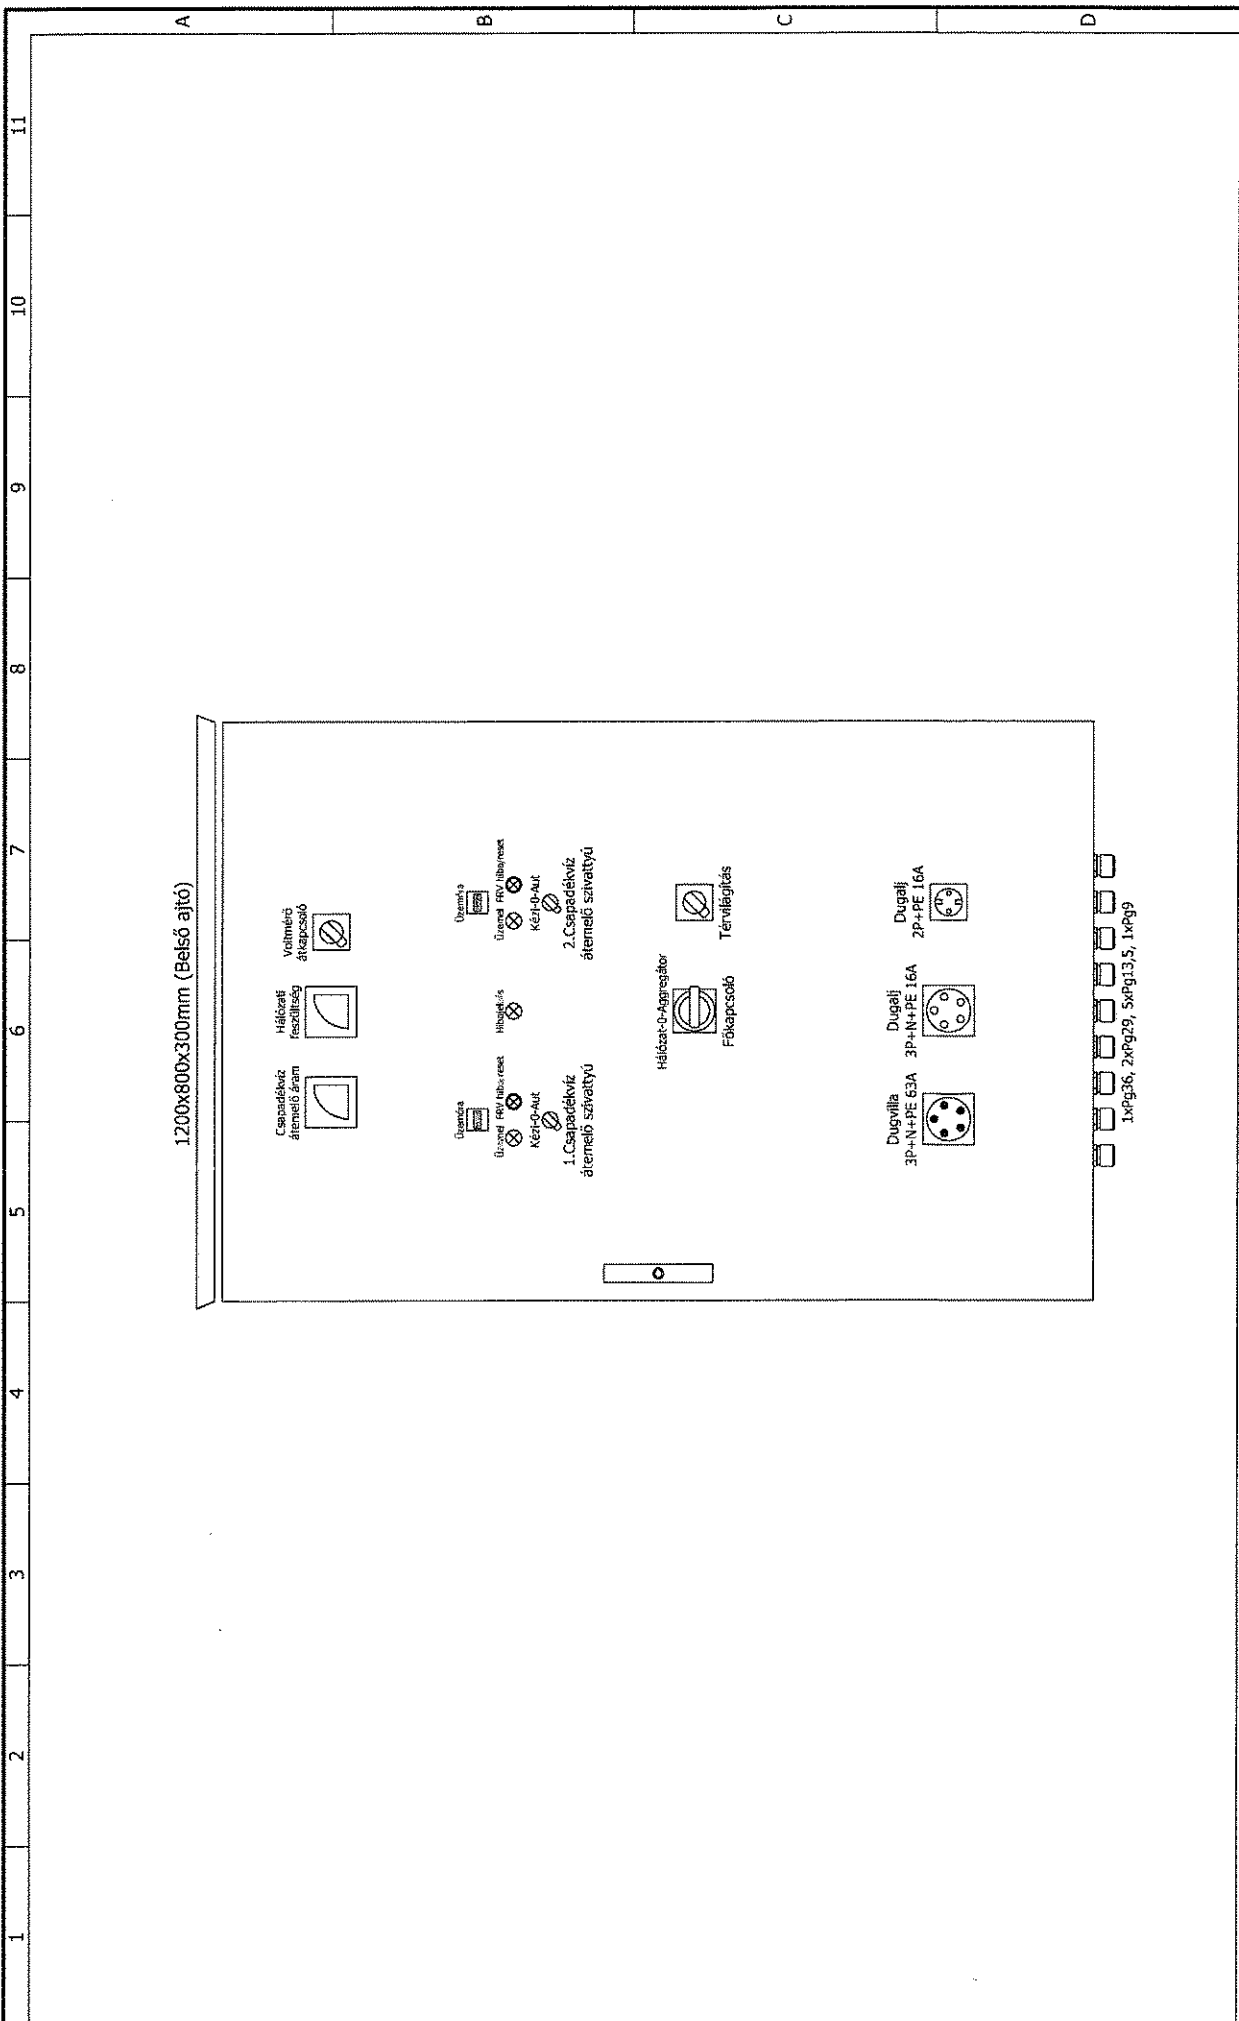 1
2
3
4
5
6
7
8
9
10
11
A
B
C
D
1200x800x300mm (Belső ajtó)
Csapadékvíz
átemelő áram
Hálózati
feszültség
Voltmérő
átkapcsoló
Üzemóra
Üzemel FRV hiba/reset
Kézi-0-Aut
1.Csapadékvíz
átemelő szivattyú
Hibajelzés
Üzemóra
Üzemel FRV hiba/reset
Kézi-0-Aut
2.Csapadékvíz
átemelő szivattyú
Hálózat-0-Aggregátor
Főkapcsoló
Térvilágítás
Dugvilla
3P+N+PE 63A
Dugalj
3P+N+PE 16A
Dugalj
2P+PE 16A
1xPg36, 2xPg29, 5xPg13,5, 1xPg9